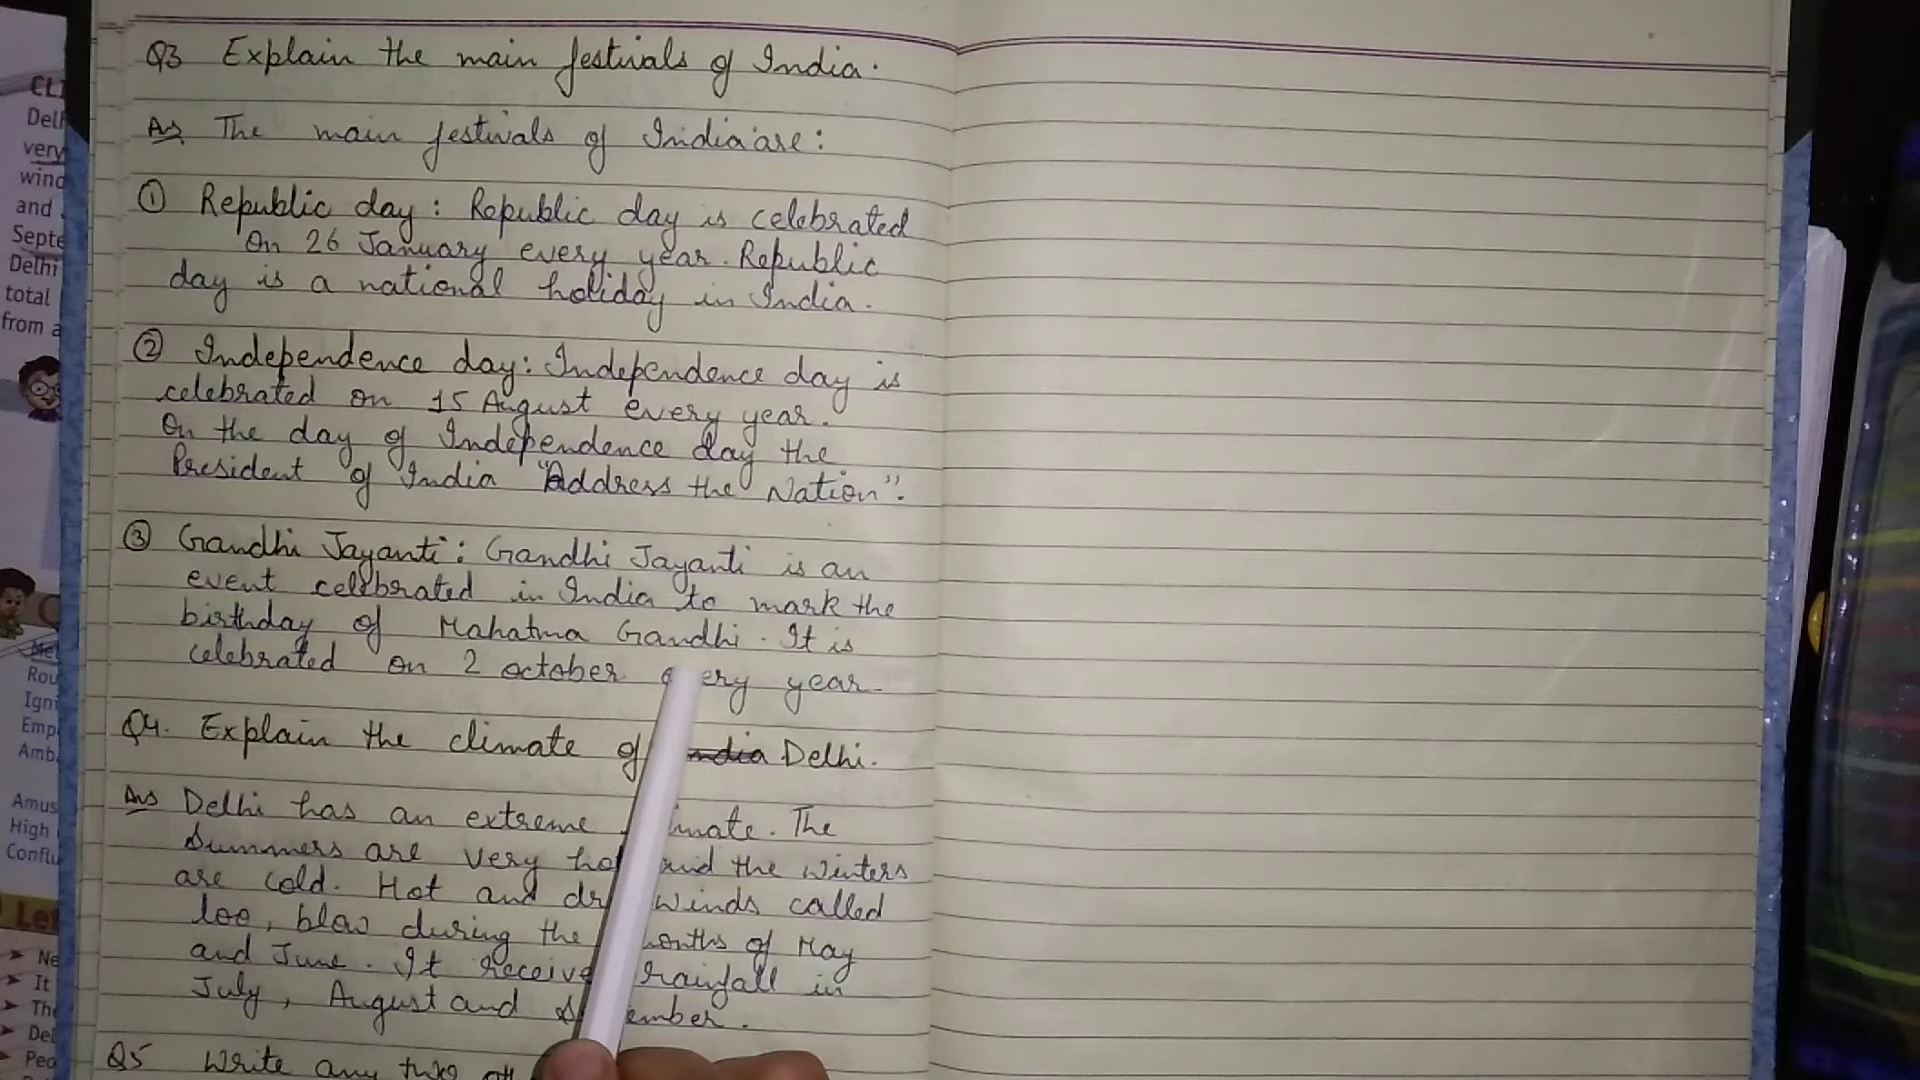 Q3 Explain the main festivals of India.
Ans The main festivals of India are:
① Republic day: Republic day is celebrated
on 26 January every year. Republic
day is a national holiday in India.
② Independence day: Independence day is
celebrated on 15 August every year.
On the day of Independence day the
President of India "Address the Nation".
③ Gandhi Jayanti: Gandhi Jayanti is an
event celebrated in India to mark the
birthday of Mahatma Gandhi. It is
celebrated on 2 october every year.
Q4. Explain the climate of India Delhi.
Ans Delhi has an extreme climate. The
Summers are very hot and the winters
are cold. Hot and dry winds called
loo, blow during the months of May
and June. It receive rainfall in
July, August and September.
Q5 Write any two
very
wind
and
Delhi
total
from a
High